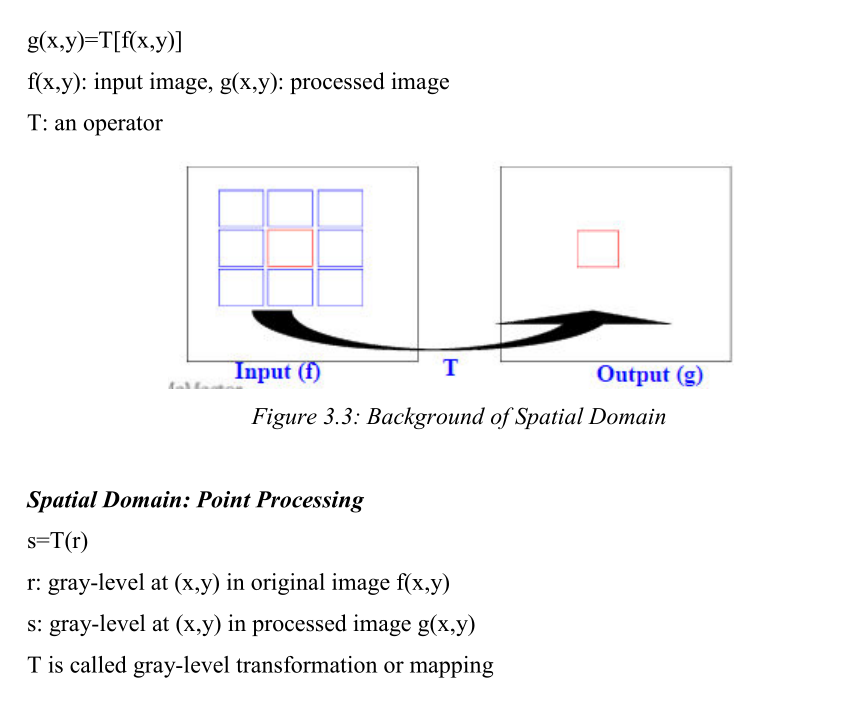 g(x,y)=T[f(x,y)]
f(x,y): input image, g(x,y): processed image
T: an operator
Input (f)
T
Output (g)
Figure 3.3: Background of Spatial Domain
Spatial Domain: Point Processing
s=T(r)
r: gray-level at (x,y) in original image f(x,y)
s: gray-level at (x,y) in processed image g(x,y)
T is called gray-level transformation or mapping